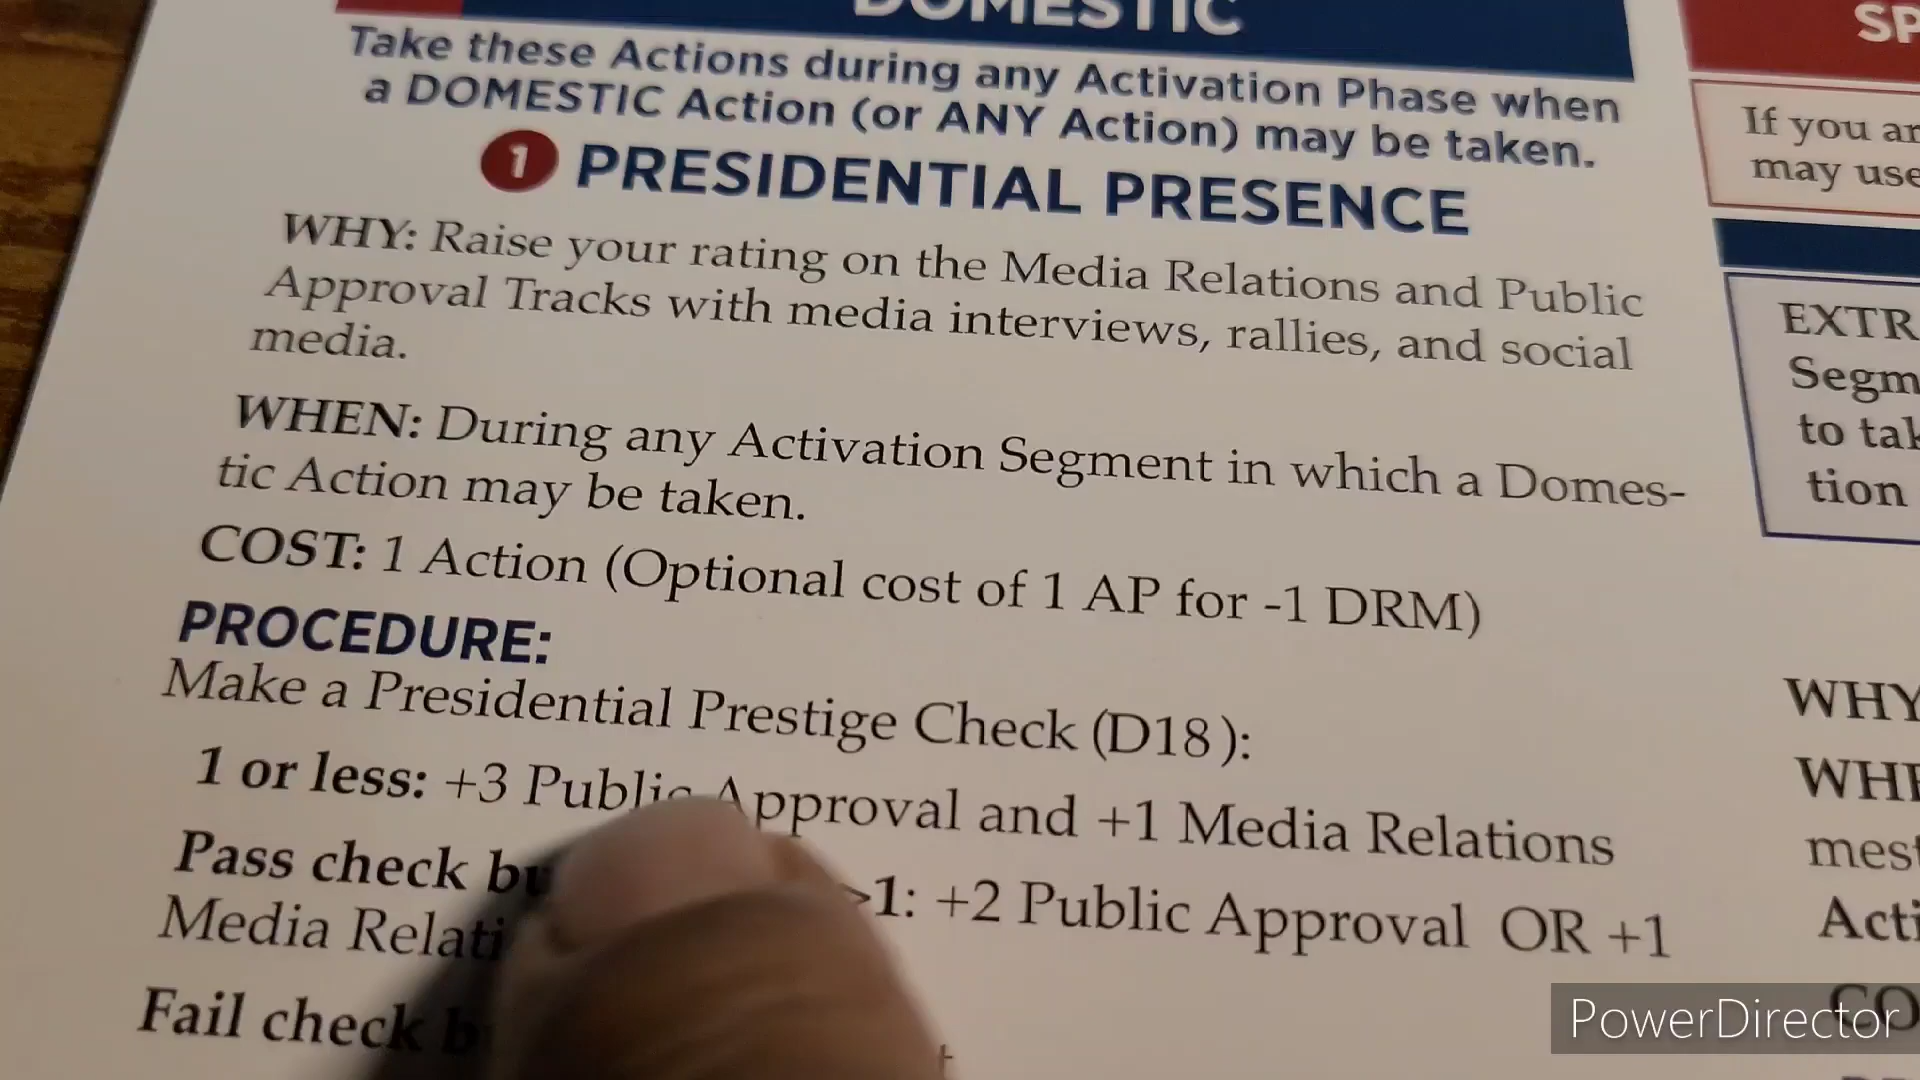 DOMESTIC
Take these Actions during any Activation Phase when
a DOMESTIC Action (or ANY Action) may be taken.
1 PRESIDENTIAL PRESENCE
WHY: Raise your rating on the Media Relations and Public
Approval Tracks with media interviews, rallies, and social
media.
WHEN: During any Activation Segment in which a Domes-
tic Action may be taken.
COST: 1 Action (Optional cost of 1 AP for -1 DRM)
PROCEDURE:
Make a Presidential Prestige Check (D18):
1 or less: +3 Public Approval and +1 Media Relations
Pass check >1: +2 Public Approval OR +1
Media
Fail check
SP
If you
may use
EXTR
Segm
to
tion
WHY
WHE
mest
Acti
CO
PowerDirector